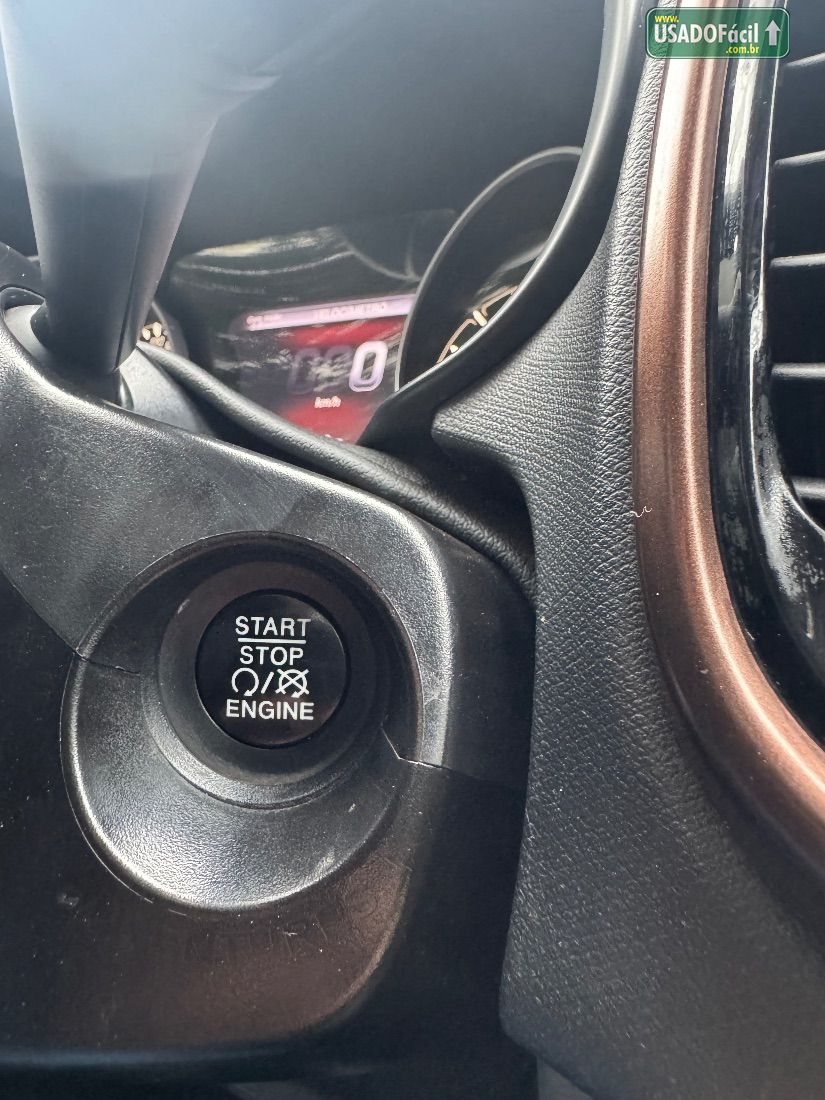 www.
USADOFácil
.com.br
0
km/h
START
STOP
ENGINE